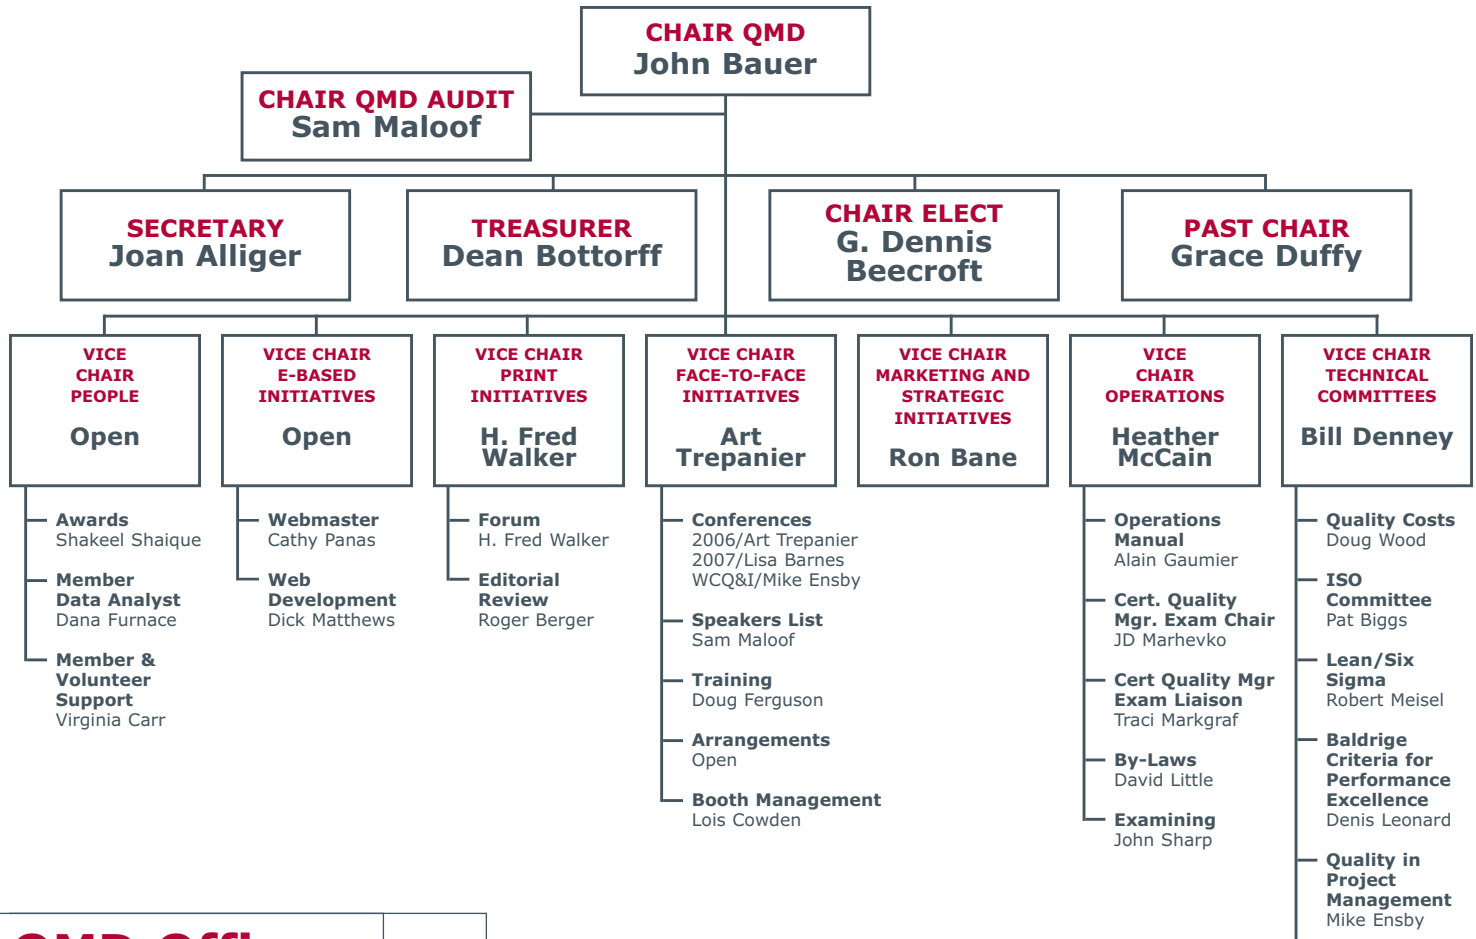 CHAIR QMD
John Bauer
CHAIR QMD AUDIT
Sam Maloof
SECRETARY
Joan Alliger
TREASURER
Dean Bottorff
CHAIR ELECT
G. Dennis
Beecroft
PAST CHAIR
Grace Duffy
VICE
CHAIR
PEOPLE
Open
Awards
Shakeel Shaique
Member
Data Analyst
Dana Furnace
Member &
Volunteer
Support
Virginia Carr
VICE CHAIR
E-BASED
INITIATIVES
Open
Webmaster
Cathy Panas
Web
Development
Dick Matthews
VICE CHAIR
PRINT
INITIATIVES
H. Fred
Walker
Forum
H. Fred Walker
Editorial
Review
Roger Berger
VICE CHAIR
FACE-TO-FACE
INITIATIVES
Art
Trepanier
Conferences
2006/Art Trepanier
2007/Lisa Barnes
WCQ&I/Mike Ensby
Speakers List
Sam Maloof
Training
Doug Ferguson
Arrangements
Open
Booth Management
Lois Cowden
VICE CHAIR
MARKETING AND
STRATEGIC
INITIATIVES
Ron Bane
VICE
CHAIR
OPERATIONS
Heather
McCain
Operations
Manual
Alain Gaumier
Cert. Quality
Mgr. Exam Chair
JD Marhevko
Cert Quality Mgr
Exam Liaison
Traci Markgraf
By-Laws
David Little
Examining
John Sharp
VICE CHAIR
TECHNICAL
COMMITTEES
Bill Denney
Quality Costs
Doug Wood
ISO
Committee
Pat Biggs
Lean/Six
Sigma
Robert Meisel
Baldrige
Criteria for
Performance
Excellence
Denis Leonard
Quality in
Project
Management
Mike Ensby